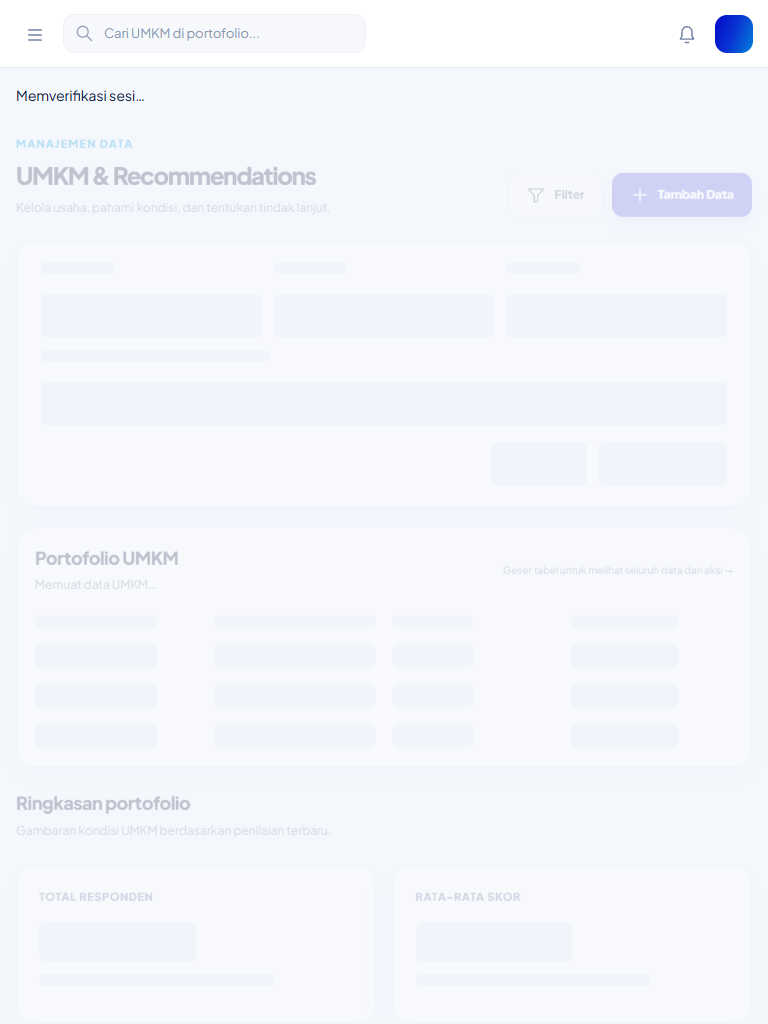 Cari UMKM di portofolio...
Memverifikasi sesi...
MANAJEMEN DATA
UMKM & Recommendations
Kelola usaha, pahami kondisi, dan tentukan tindak lanjut.
Filter
Tambah Data
Portofolio UMKM
Memuat data UMKM...
Geser tabel untuk melihat seluruh data dan aksi →
Ringkasan portofolio
Gambaran kondisi UMKM berdasarkan penilaian terbaru.
TOTAL RESPONDEN
RATA-RATA SKOR